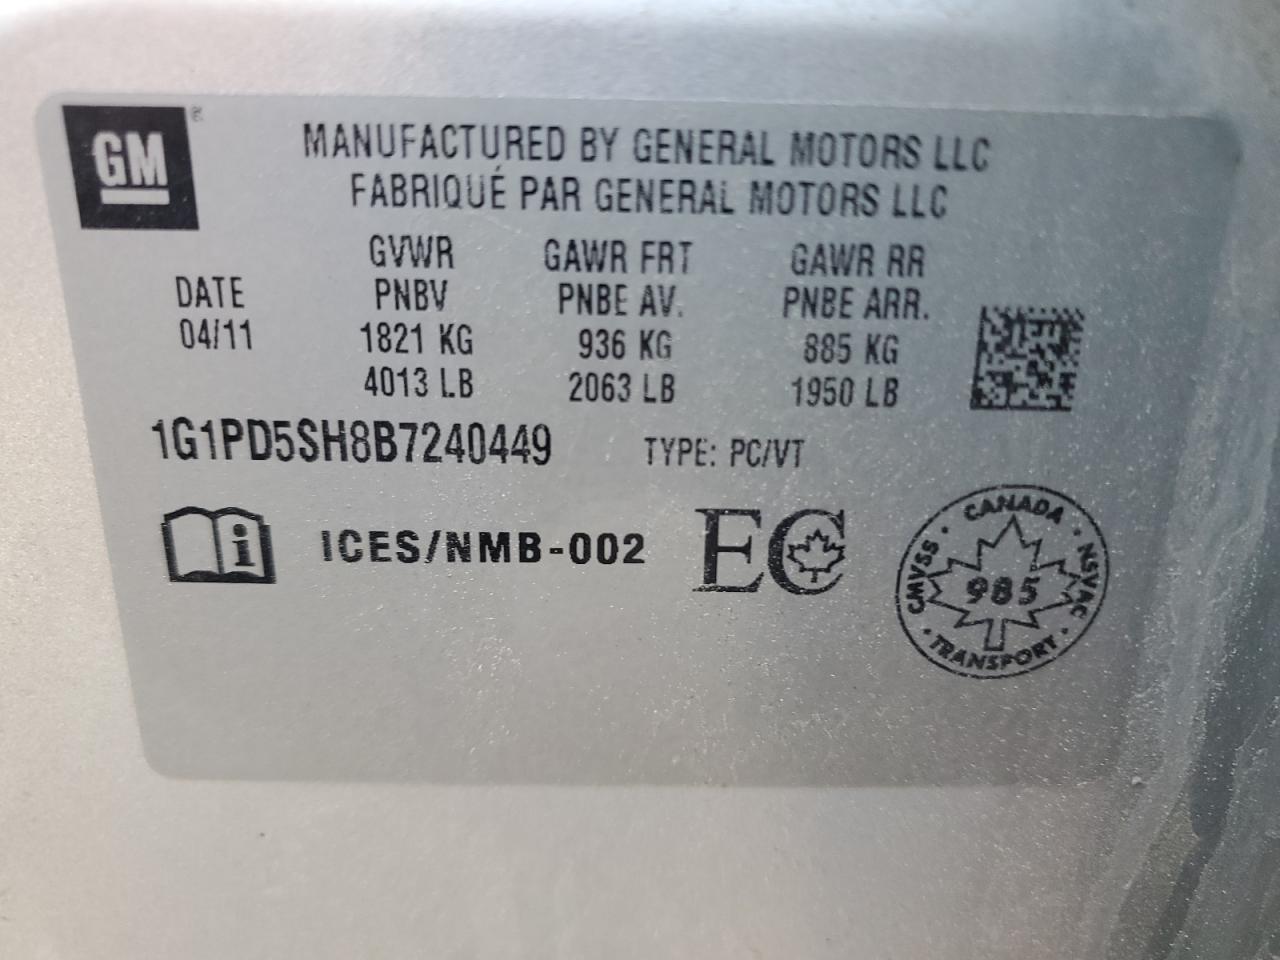 GM ®
MANUFACTURED BY GENERAL MOTORS LLC
FABRIQUÉ PAR GENERAL MOTORS LLC
GVWR GAWR FRT GAWR RR
DATE PNBV PNBE AV. PNBE ARR.
04/11 1821 KG 936 KG 885 KG
4013 LB 2063 LB 1950 LB
1G1PD5SH8B7240449 TYPE: PC/VT
i ICES/NMB-002 EC
CANADA
CMVSS 985 NSVAC
TRANSPORT